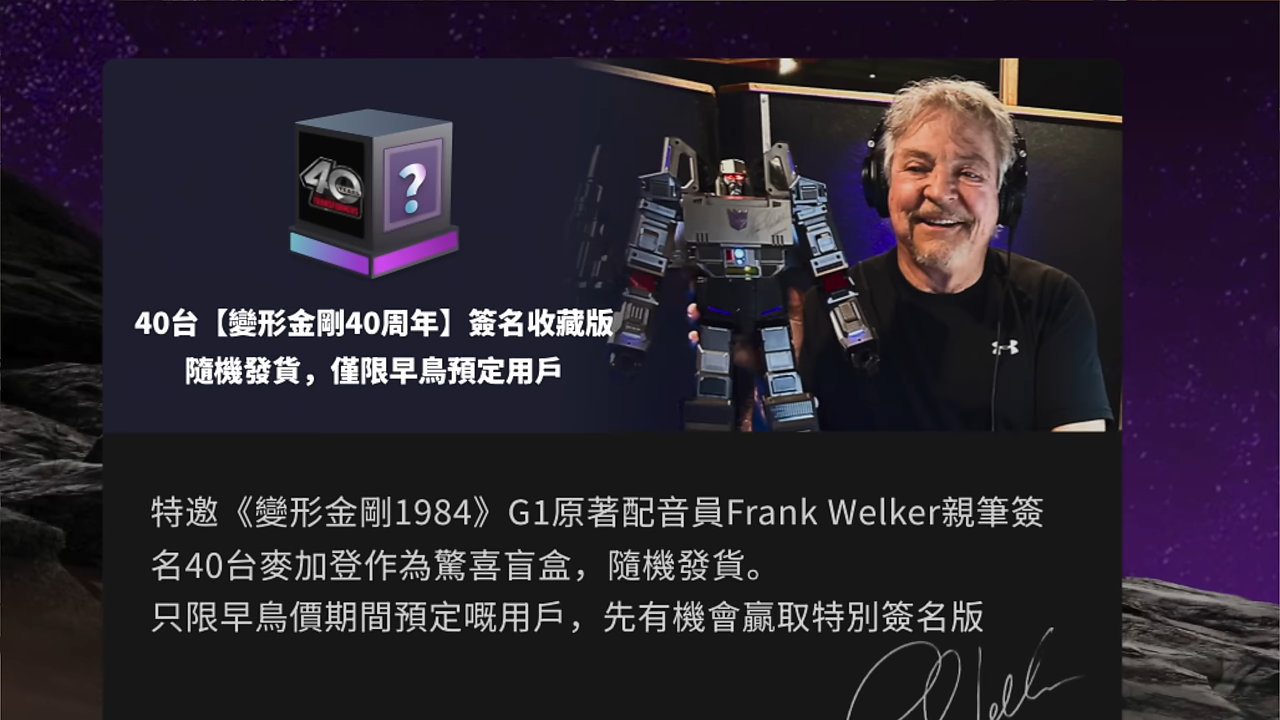 40
YEARS
TRANSFORMERS
?
40台【變形金剛40周年】簽名收藏版
隨機發貨，僅限早鳥預定用戶
特邀《變形金剛1984》G1原著配音員Frank Welker親筆簽
名40台麥加登作為驚喜盲盒，隨機發貨。
只限早鳥價期間預定嘅用戶，先有機會贏取特別簽名版